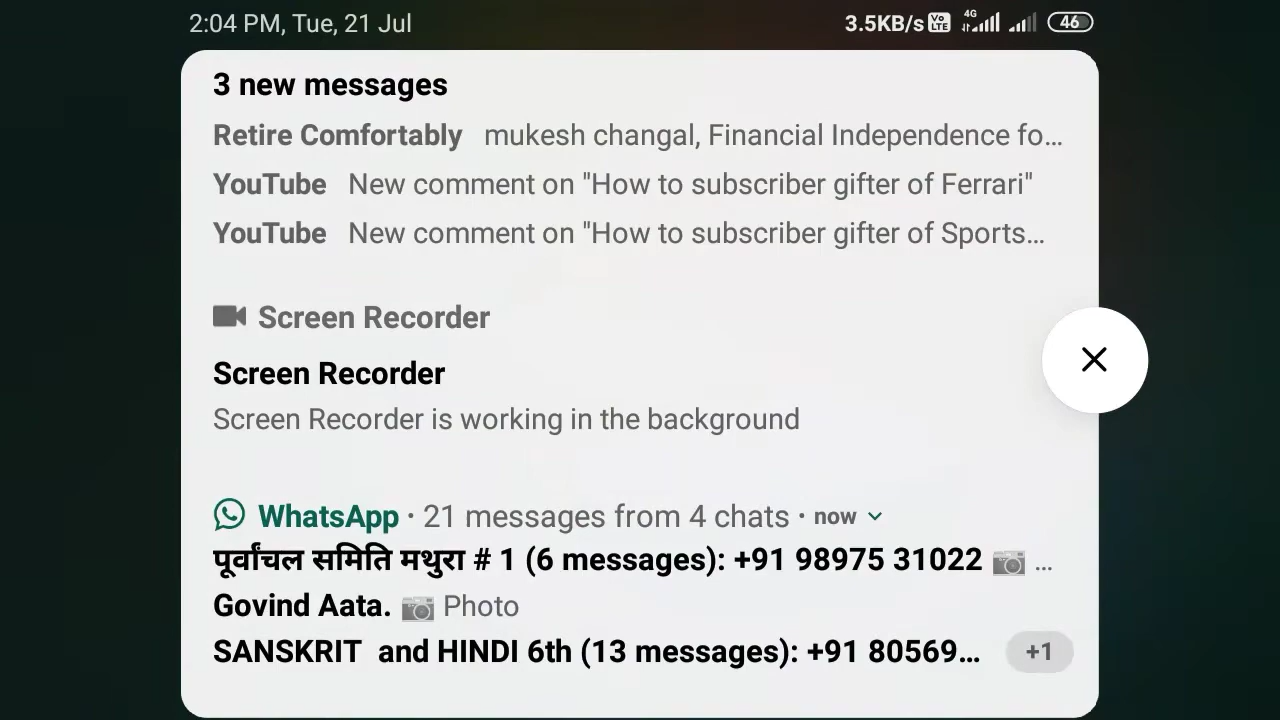 2:04 PM, Tue, 21 Jul 3.5KB/s Vo LTE 4G 46
3 new messages
Retire Comfortably mukesh changal, Financial Independence fo...
YouTube New comment on "How to subscriber gifter of Ferrari"
YouTube New comment on "How to subscriber gifter of Sports...
Screen Recorder
Screen Recorder
Screen Recorder is working in the background
WhatsApp · 21 messages from 4 chats · now
पूर्वांचल समिति मथुरा # 1 (6 messages): +91 98975 31022 📷 ...
Govind Aata. 📷 Photo
SANSKRIT and HINDI 6th (13 messages): +91 80569... +1